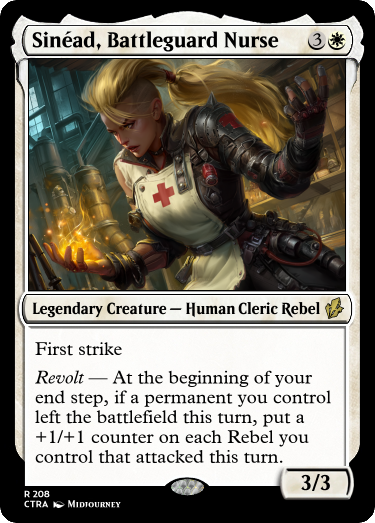 Sinéad, Battleguard Nurse 3
Legendary Creature — Human Cleric Rebel
First strike
Revolt — At the beginning of your
end step, if a permanent you control
left the battlefield this turn, put a
+1/+1 counter on each Rebel you
control that attacked this turn.
3/3
R 208
CTRA Midjourney